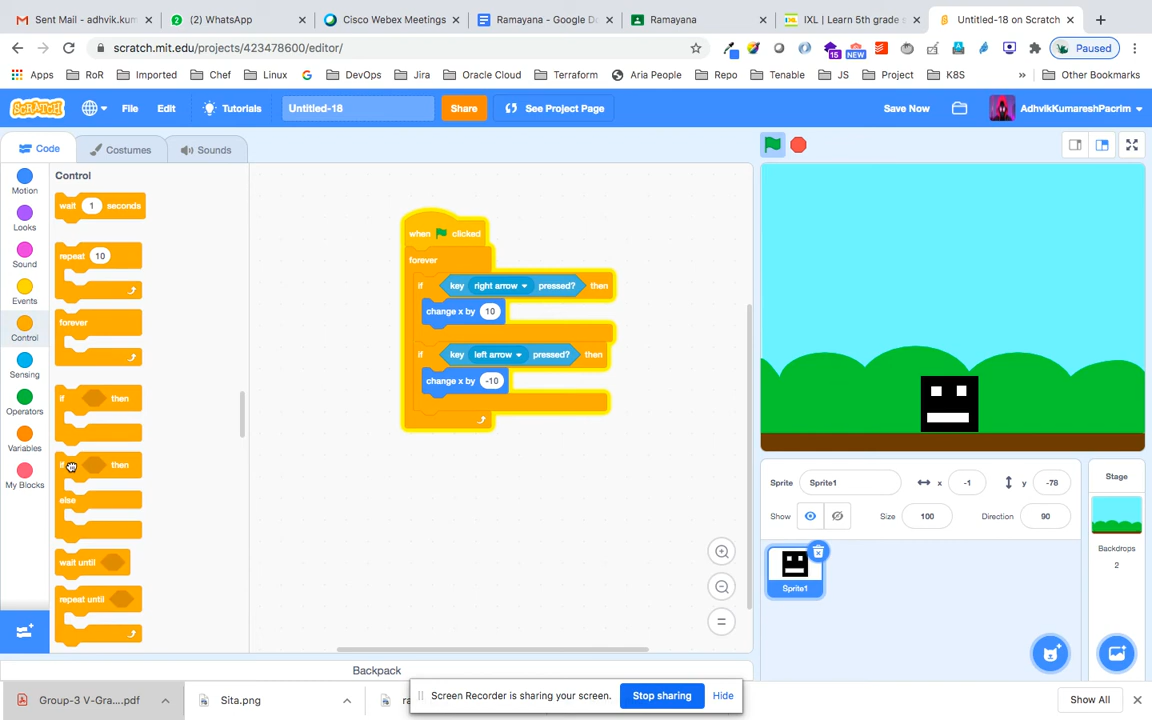 Sent Mail - adhvik.kum
(2) WhatsApp
Cisco Webex Meetings
Ramayana - Google Do
Ramayana
IXL | Learn 5th grade s
Untitled-18 on Scratch
scratch.mit.edu/projects/423478600/editor/
15
NEW
Paused
Apps
RoR
Imported
Chef
Linux
HDFC
DevOps
Jira
Oracle Cloud
Terraform
Aria People
Repo
Tenable
JS
Project
K8S
»
Other Bookmarks
SCRATCH
File
Edit
Tutorials
Untitled-18
Share
See Project Page
Save Now
AdhvikKumareshPacrim
Code
Costumes
Sounds
Motion
Looks
Sound
Events
Control
Sensing
Operators
Variables
My Blocks
Control
wait 1 seconds
repeat 10
forever
if then
if then
else
wait until
repeat until
when clicked
forever
if key right arrow pressed? then
change x by 10
if key left arrow pressed? then
change x by -10
Sprite Sprite1 x -1 y -78
Show Size 100 Direction 90
Sprite1
Stage
Backdrops
2
Backpack
Group-3 V-Gra....pdf
Sita.png
ra
Screen Recorder is sharing your screen.
Stop sharing
Hide
Show All